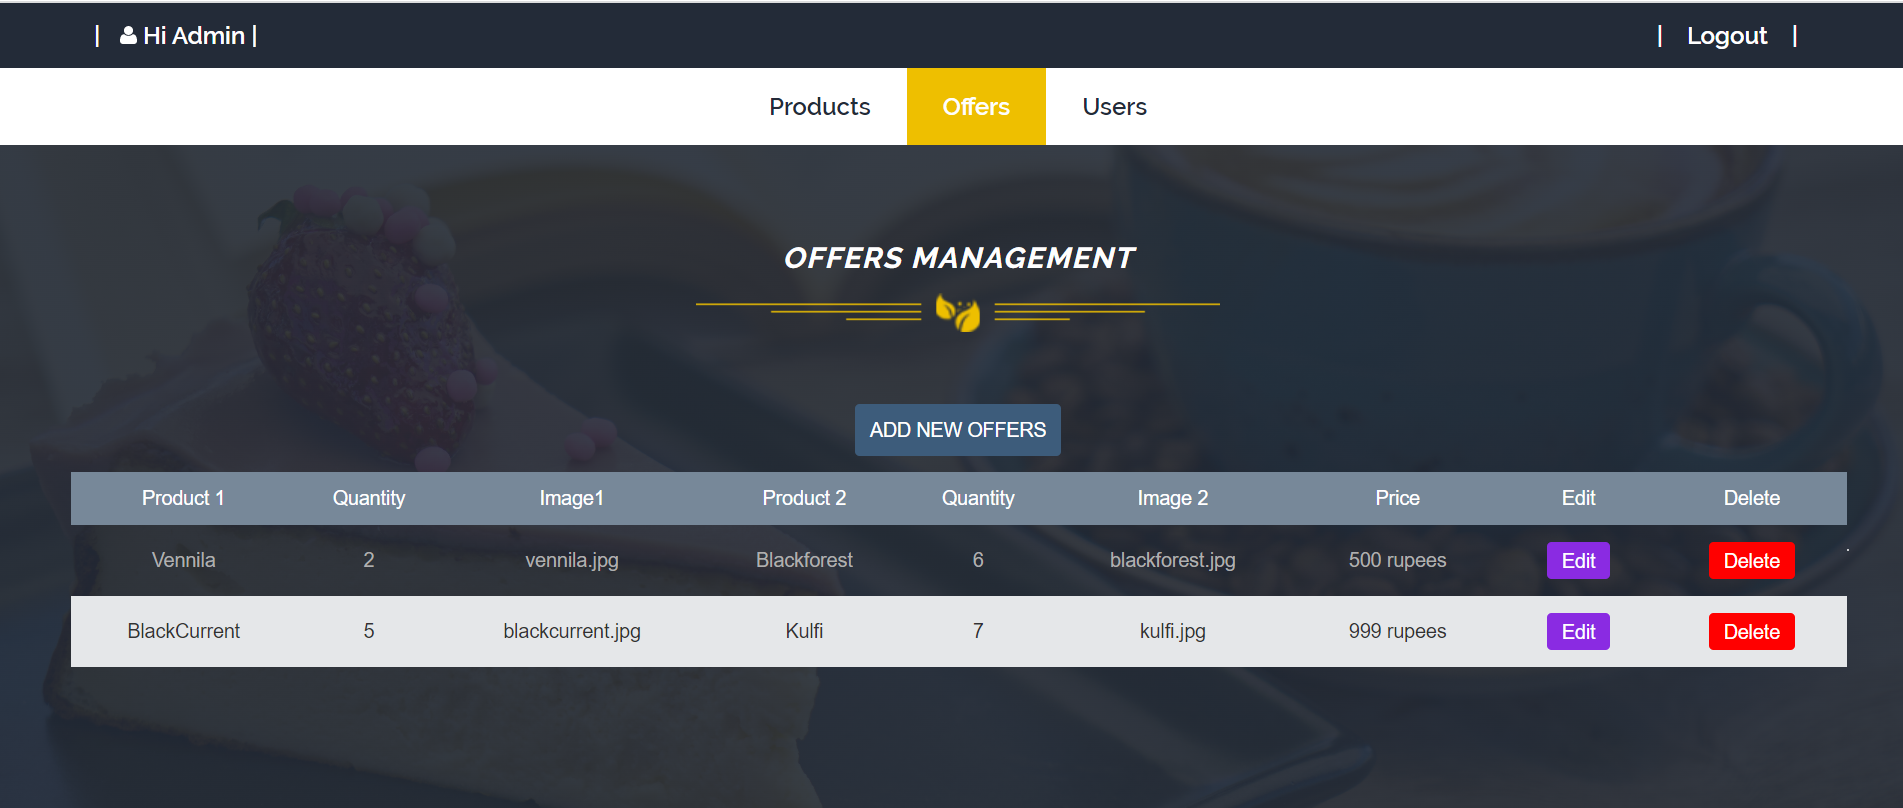 | Hi Admin |
| Logout |
Products Offers Users
OFFERS MANAGEMENT
ADD NEW OFFERS
Product 1 Quantity Image1 Product 2 Quantity Image 2 Price Edit Delete
Vennila 2 vennila.jpg Blackforest 6 blackforest.jpg 500 rupees Edit Delete
BlackCurrent 5 blackcurrent.jpg Kulfi 7 kulfi.jpg 999 rupees Edit Delete